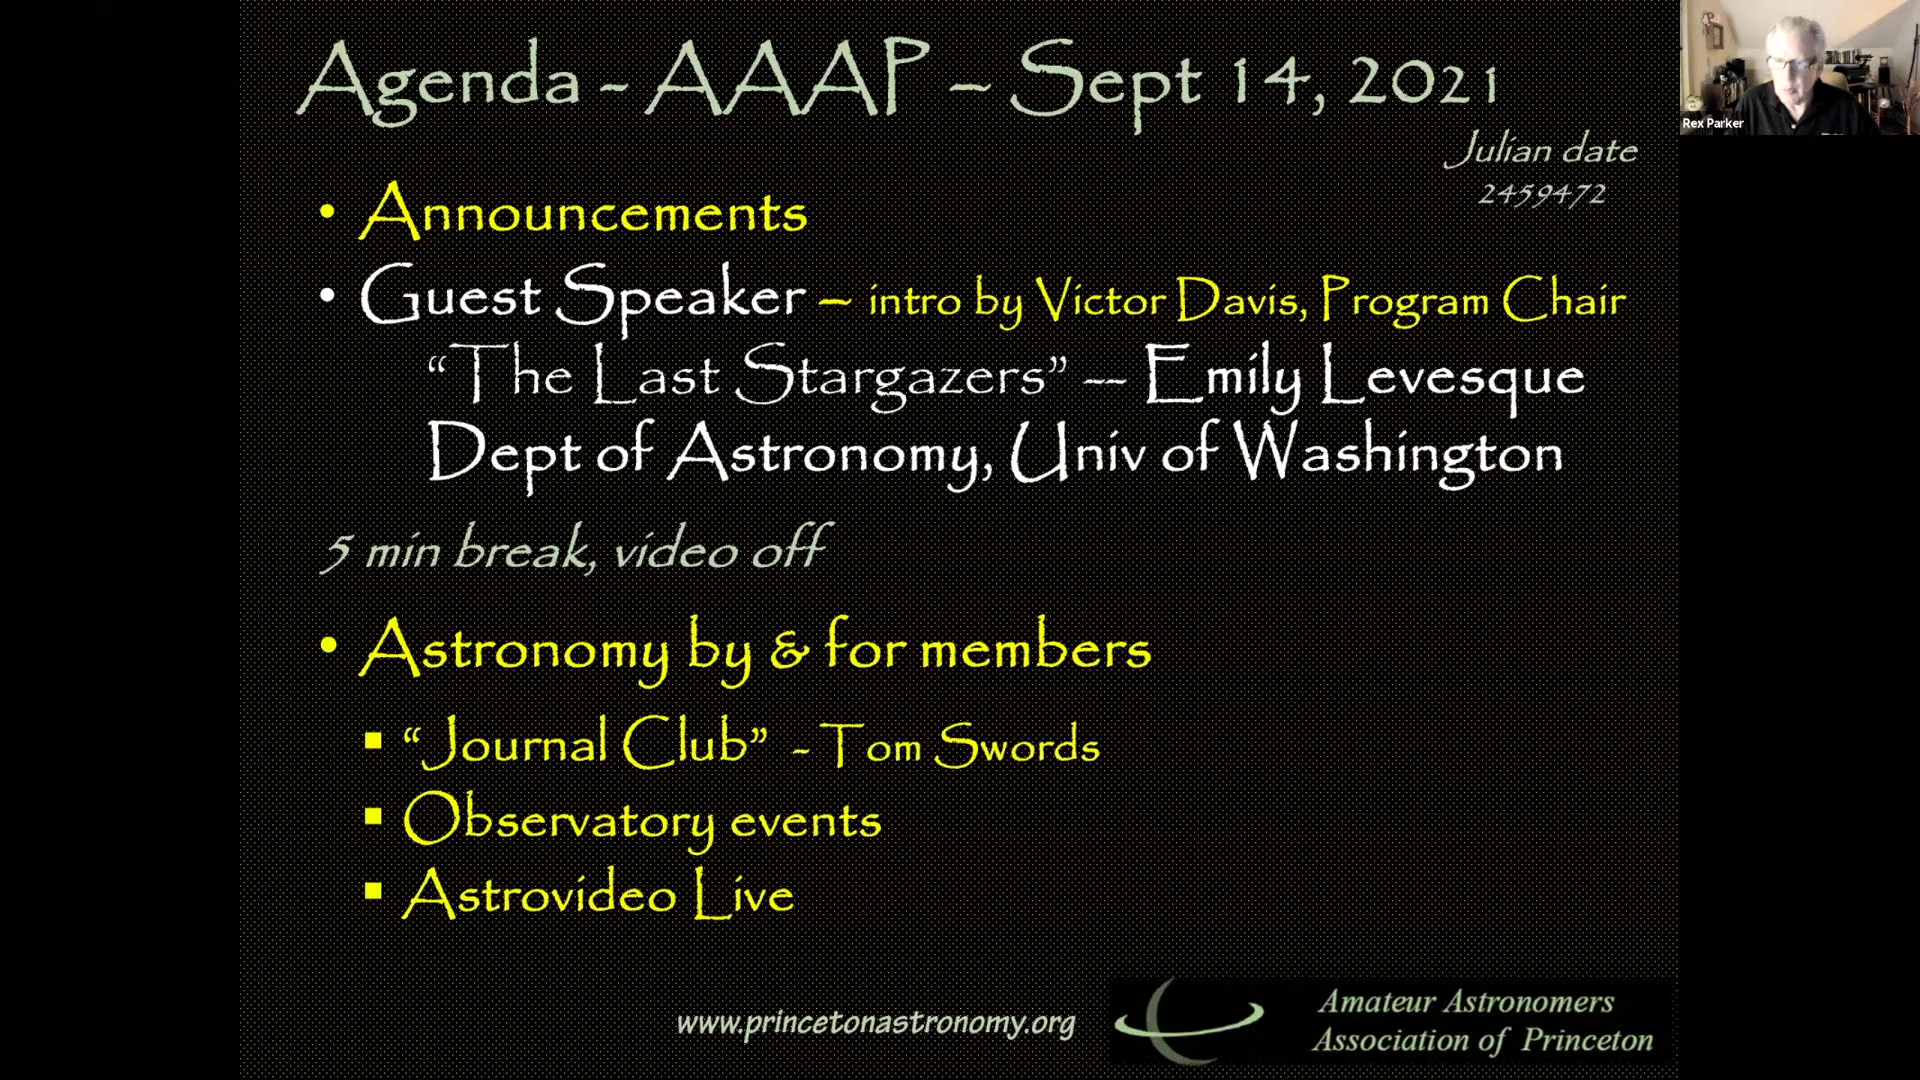 Agenda - AAAP – Sept 14, 2021
Rex Parker
Julian date
2459472
• Announcements
• Guest Speaker – intro by Victor Davis, Program Chair
“The Last Stargazers” -- Emily Levesque
Dept of Astronomy, Univ of Washington
5 min break, video off
• Astronomy by & for members
▪ “Journal Club” - Tom Swords
▪ Observatory events
▪ Astrovideo Live
www.princetonastronomy.org
Amateur Astronomers
Association of Princeton